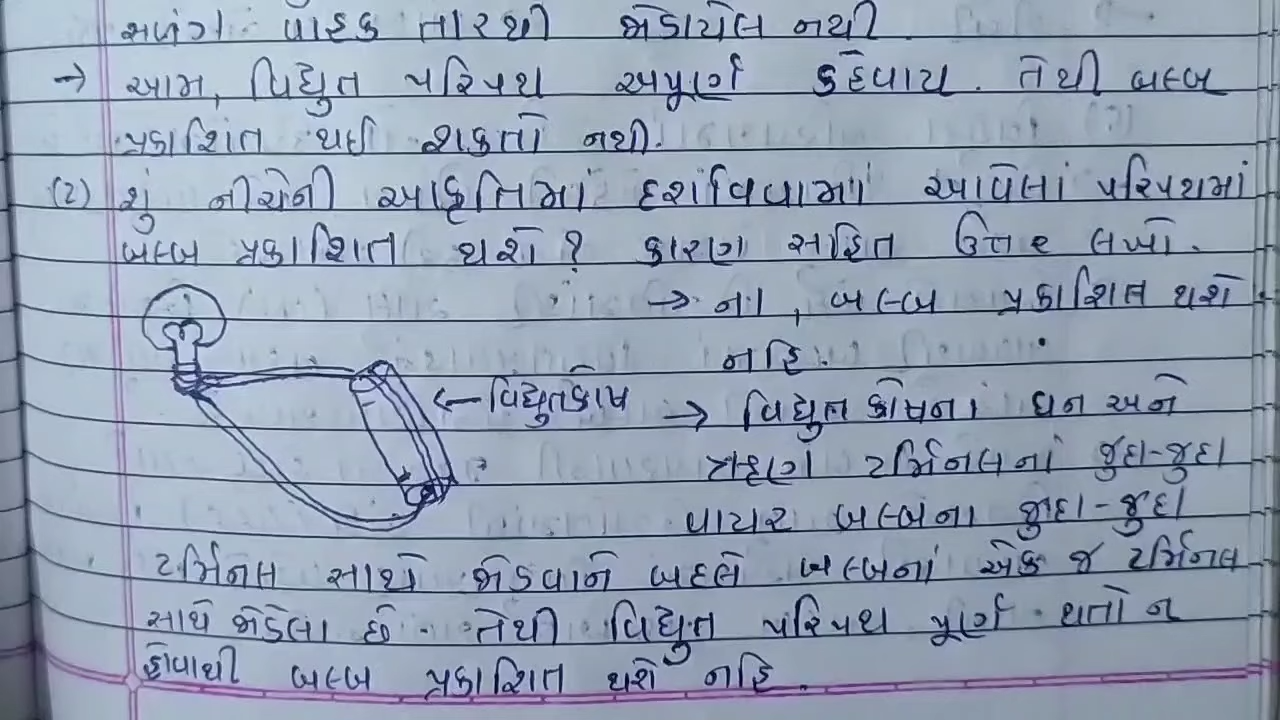 સળંગ વાહક તારથી જોડાયેલ નથી.
→ આમ, વિદ્યુત પરિપથ અપૂર્ણ કહેવાય. તેથી બલ્બ
પ્રકાશિત થઈ શકતો નથી.
(2) શું નીચેની આકૃતિમાં દર્શાવવામાં આવેલાં પરિપથમાં
બલ્બ પ્રકાશિત થશે? કારણ સહિત ઉત્તર લખો.
→ ના, બલ્બ પ્રકાશિત થશે
નહિ.
← વિદ્યુતકોષ
→ વિદ્યુત કોષનાં ધન અને
ઋણ ટર્મિનલનાં જુદા-જુદા
વાયર બલ્બના જુદા-જુદા
ટર્મિનલ સાથે જોડવાને બદલે બલ્બનાં એક જ ટર્મિનલ
સાથે જોડેલા છે. તેથી વિદ્યુત પરિપથ પૂર્ણ થતો ન
હોવાથી બલ્બ પ્રકાશિત થશે નહિ.